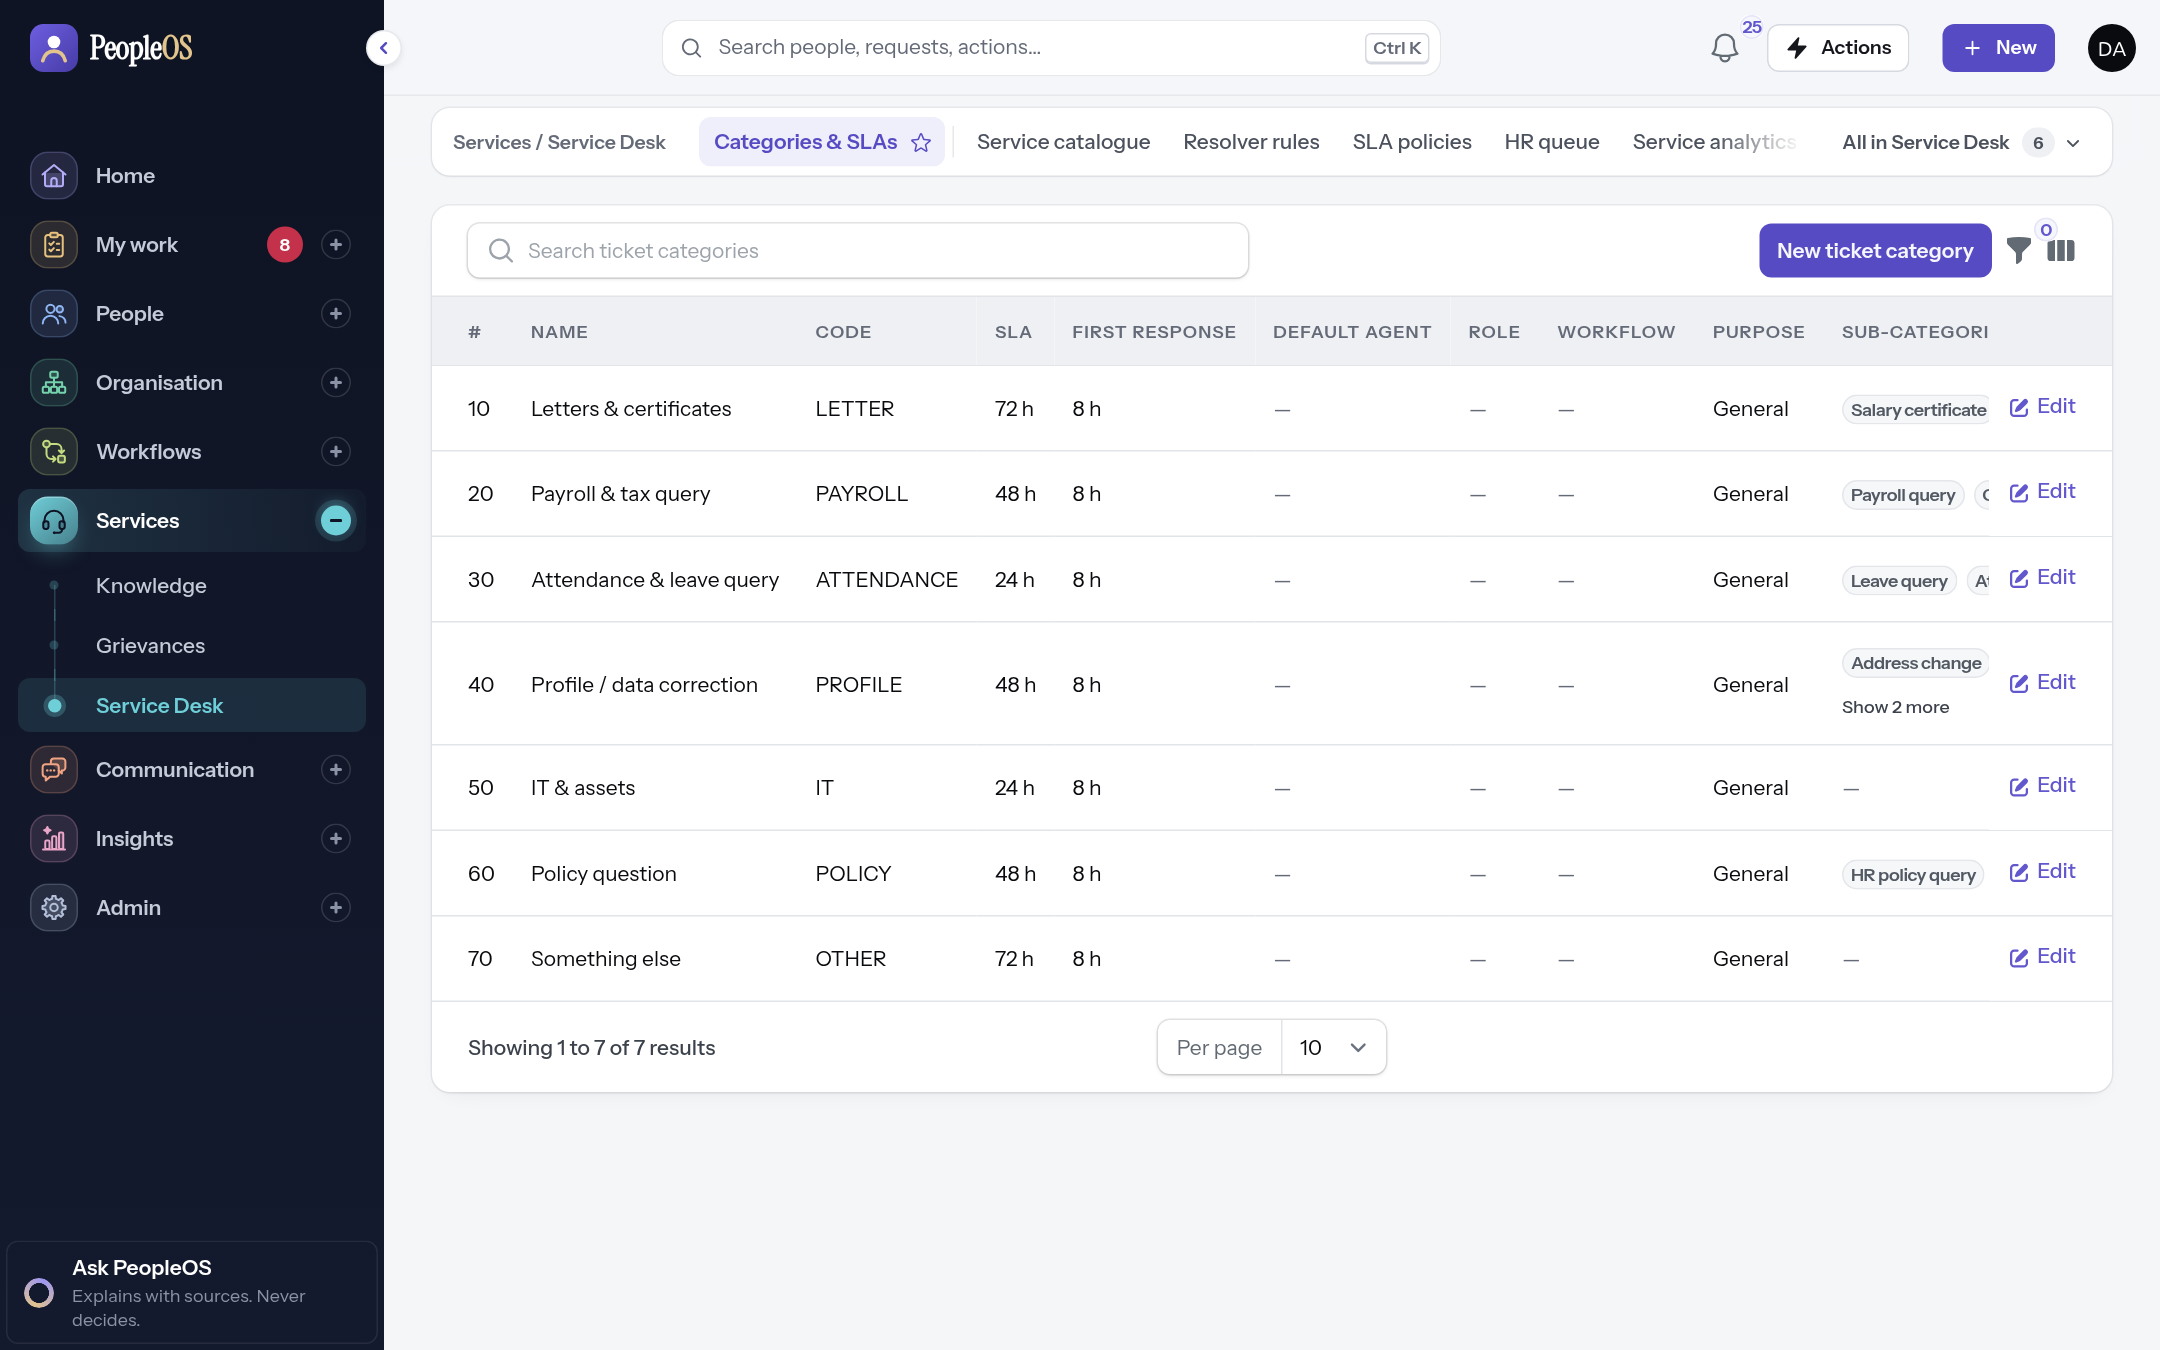 PeopleOS
Search people, requests, actions...
Ctrl K
25
Actions
New
DA
Home
My work
8
People
Organisation
Workflows
Services
Knowledge
Grievances
Service Desk
Communication
Insights
Admin
Ask PeopleOS
Explains with sources. Never
decides.
Services / Service Desk
Categories & SLAs
Service catalogue
Resolver rules
SLA policies
HR queue
Service analytics
All in Service Desk
6
Search ticket categories
New ticket category
0
# NAME CODE SLA FIRST RESPONSE DEFAULT AGENT ROLE WORKFLOW PURPOSE SUB-CATEGORI
10 Letters & certificates LETTER 72 h 8 h — — — General Salary certificate Edit
20 Payroll & tax query PAYROLL 48 h 8 h — — — General Payroll query Edit
30 Attendance & leave query ATTENDANCE 24 h 8 h — — — General Leave query Edit
40 Profile / data correction PROFILE 48 h 8 h — — — General Address change Edit
Show 2 more
50 IT & assets IT 24 h 8 h — — — General — Edit
60 Policy question POLICY 48 h 8 h — — — General HR policy query Edit
70 Something else OTHER 72 h 8 h — — — General — Edit
Showing 1 to 7 of 7 results
Per page 10